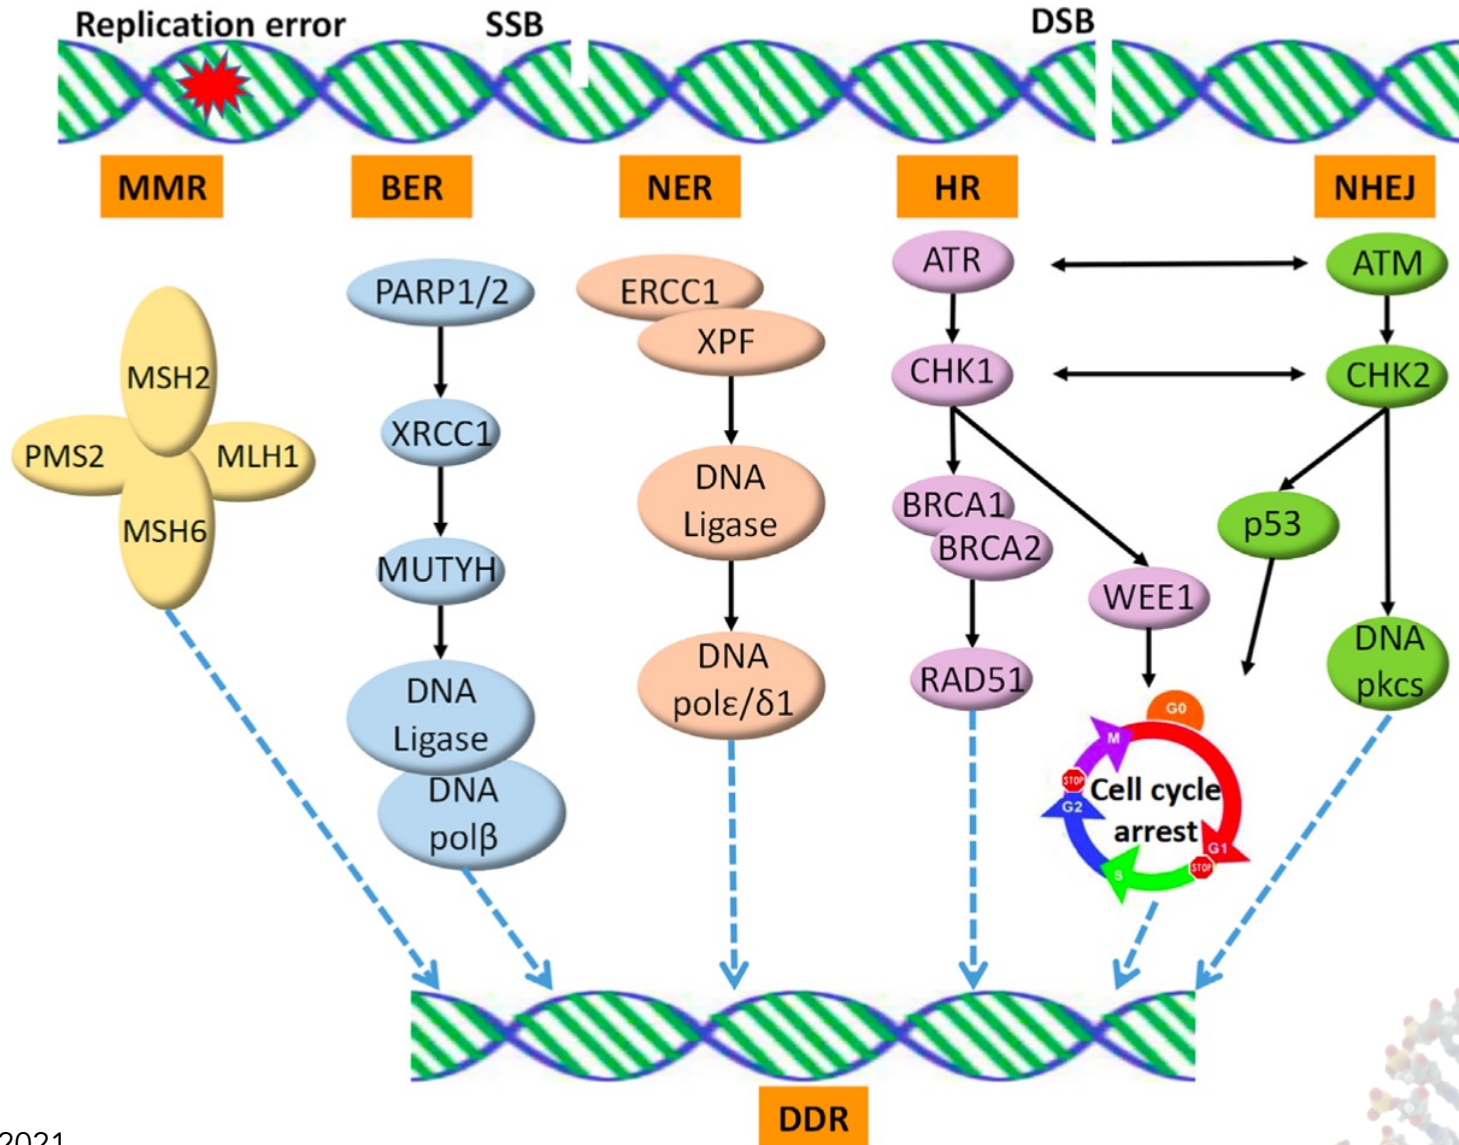 Replication error
SSB
DSB
MMR
BER
NER
HR
NHEJ
MSH2
PMS2
MLH1
MSH6
PARP1/2
XRCC1
MUTYH
DNA
Ligase
DNA
polβ
ERCC1
XPF
DNA
Ligase
DNA
polε/δ1
ATR
CHK1
BRCA1
BRCA2
RAD51
WEE1
ATM
CHK2
p53
DNA
pkcs
G0
M
STOP
G2
Cell cycle
arrest
G1
STOP
S
DDR
2021